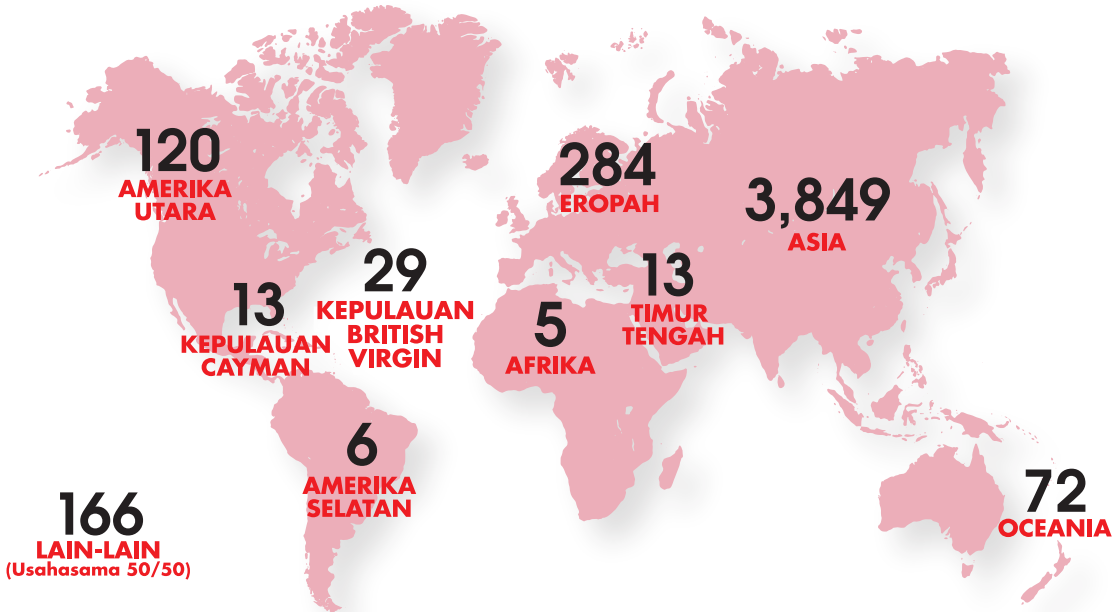 120
AMERIKA
UTARA
284
EROPAH
3,849
ASIA
13
KEPULAUAN
CAYMAN
29
KEPULAUAN
BRITISH
VIRGIN
5
AFRIKA
13
TIMUR
TENGAH
6
AMERIKA
SELATAN
166
LAIN-LAIN
(Usahasama 50/50)
72
OCEANIA